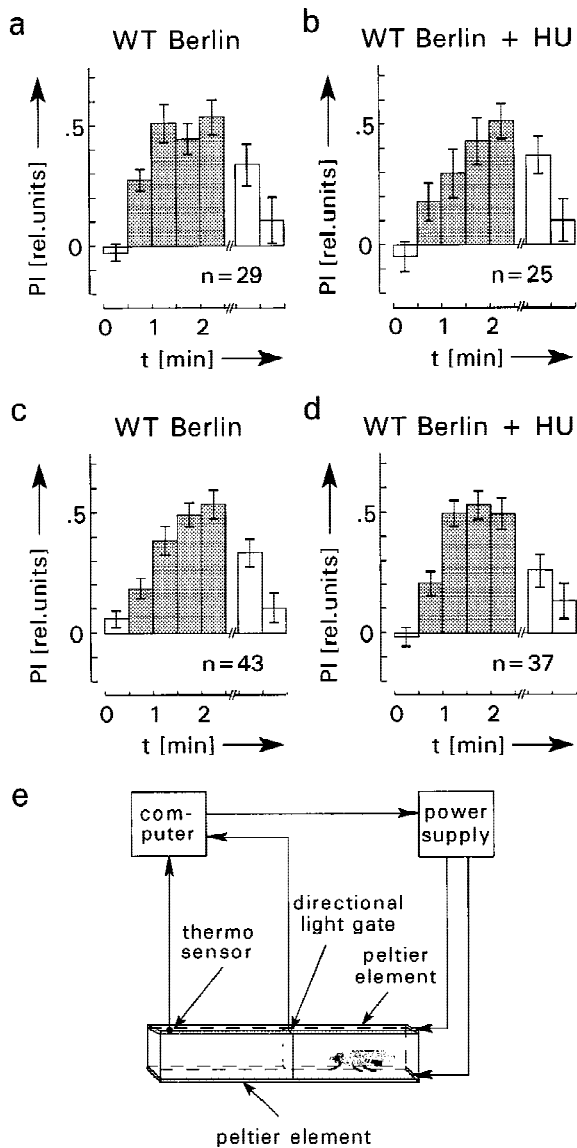 a
WT Berlin
PI [rel.units]
.5
0
n=29
0 1 2
t [min]
b
WT Berlin + HU
PI [rel.units]
.5
0
n=25
0 1 2
t [min]
c
WT Berlin
PI [rel.units]
.5
0
n=43
0 1 2
t [min]
d
WT Berlin + HU
PI [rel.units]
.5
0
n=37
0 1 2
t [min]
e
com-
puter
power
supply
directional
light gate
thermo
sensor
peltier
element
peltier element